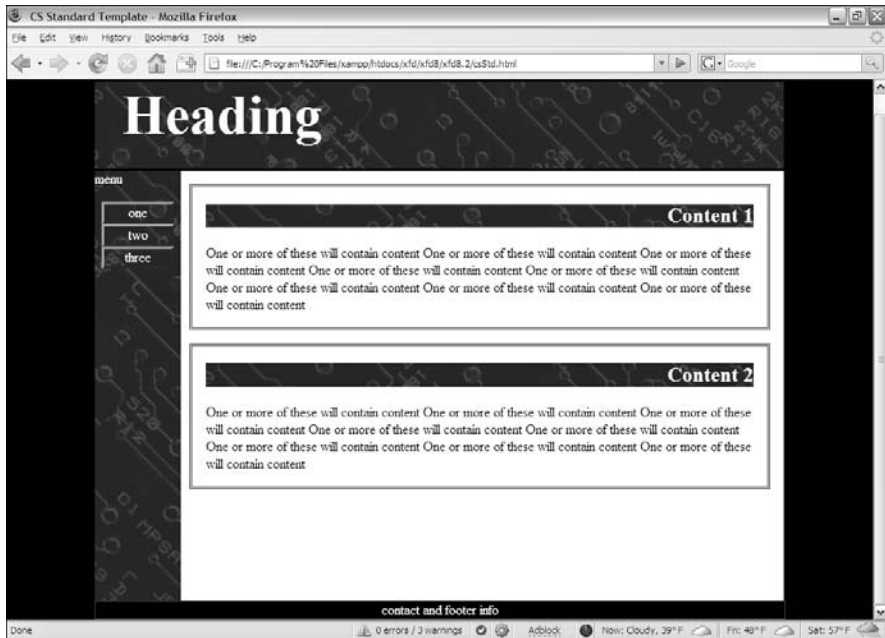 CS Standard Template - Mozilla Firefox
File Edit View History Bookmarks Tools Help
file:///C:/Program%20Files/xampp/htdocs/xfd/xfd8/xfd8.2/csStd.html
G Google
Heading
menu
one
two
three
Content 1
One or more of these will contain content One or more of these will contain content One or more of these
will contain content One or more of these will contain content One or more of these will contain content
One or more of these will contain content One or more of these will contain content One or more of these
will contain content
Content 2
One or more of these will contain content One or more of these will contain content One or more of these
will contain content One or more of these will contain content One or more of these will contain content
One or more of these will contain content One or more of these will contain content One or more of these
will contain content
contact and footer info
Done 0 errors / 3 warnings Adblock Now: Cloudy, 39°F Fri: 48°F Sat: 57°F